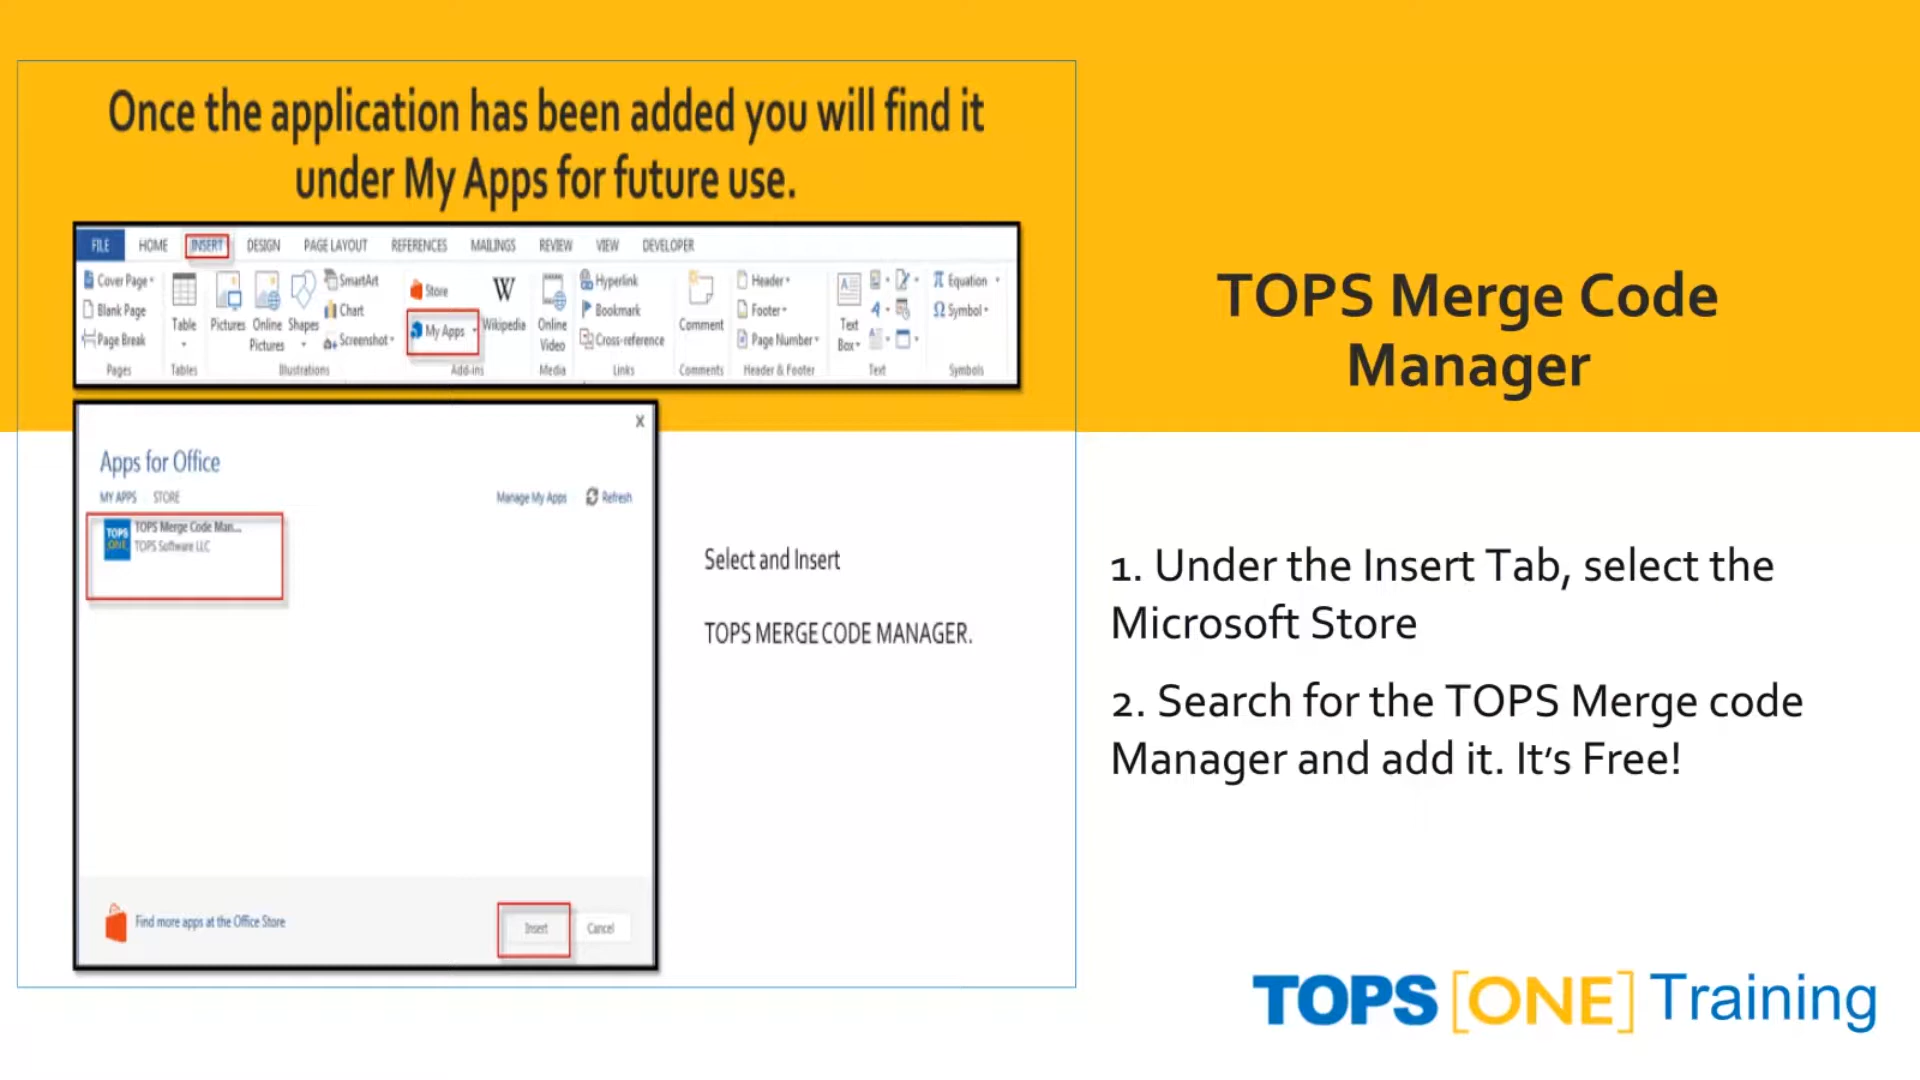 Once the application has been added you will find it
under My Apps for future use.
FILE HOME INSERT DESIGN PAGE LAYOUT REFERENCES MAILINGS REVIEW VIEW DEVELOPER
Cover Page
Blank Page
Page Break
Pages
Table
Tables
Pictures
Online
Pictures
Shapes
SmartArt
Chart
Screenshot
Illustrations
Store
My Apps
Wikipedia
Add-ins
Online
Video
Media
Hyperlink
Bookmark
Cross-reference
Links
Comment
Comments
Header
Footer
Page Number
Header & Footer
Text
Box
Text
Equation
Symbol
Symbols
X
Apps for Office
MY APPS STORE
Manage My Apps Refresh
TOPS
ONE
TOPS Merge Code Man...
TOPS Software LLC
Find more apps at the Office Store
Insert Cancel
Select and Insert
TOPS MERGE CODE MANAGER.
TOPS Merge Code
Manager
1. Under the Insert Tab, select the
Microsoft Store
2. Search for the TOPS Merge code
Manager and add it. It's Free!
TOPS [ONE] Training